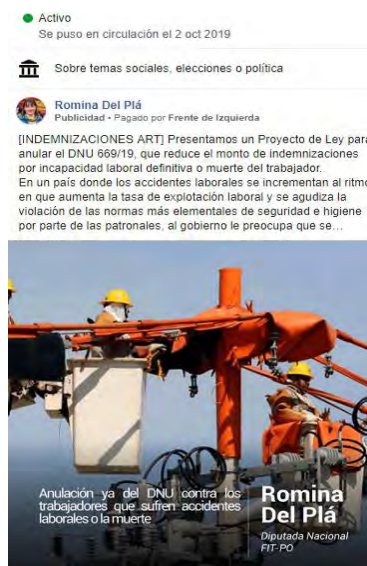 Activo
Se puso en circulación el 2 oct 2019
Sobre temas sociales, elecciones o política
Romina Del Plá
Publicidad • Pagado por Frente de Izquierda
[INDEMNIZACIONES ART] Presentamos un Proyecto de Ley para
anular el DNU 669/19, que reduce el monto de indemnizaciones
por incapacidad laboral definitiva o muerte del trabajador.
En un país donde los accidentes laborales se incrementan al ritmo
en que aumenta la tasa de explotación laboral y se agudiza la
violación de las normas más elementales de seguridad e higiene
por parte de las patronales, al gobierno le preocupa que se…
Anulación ya del DNU contra los
trabajadores que sufren accidentes
laborales o la muerte
Romina
Del Plá
Diputada Nacional
FIT-PO